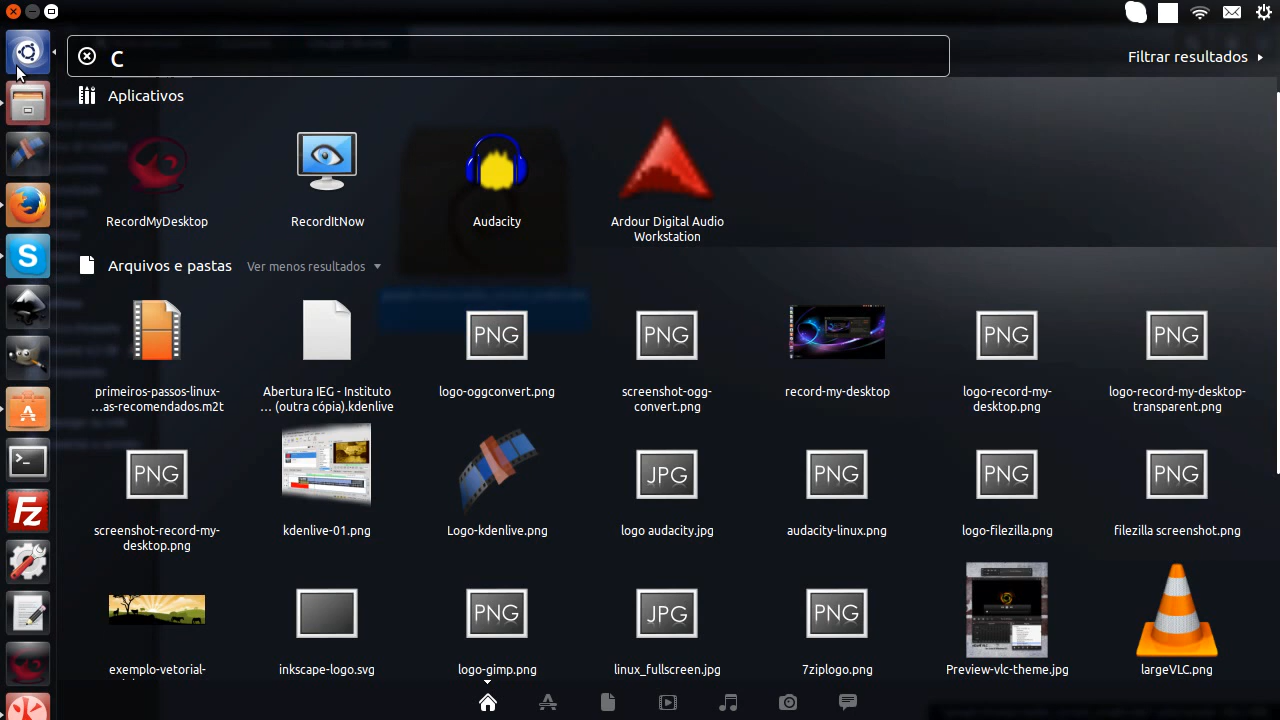 C
Filtrar resultados
Aplicativos
RecordMyDesktop
RecordItNow
Audacity
Ardour Digital Audio
Workstation
Arquivos e pastas
Ver menos resultados
primeiros-passos-linux-
...as-recomendados.m2t
Abertura IEG - Instituto
... (outra cópia).kdenlive
PNG
logo-oggconvert.png
PNG
screenshot-ogg-
convert.png
record-my-desktop
PNG
logo-record-my-
desktop.png
PNG
logo-record-my-desktop-
transparent.png
PNG
screenshot-record-my-
desktop.png
kdenlive-01.png
Logo-kdenlive.png
JPG
logo audacity.jpg
PNG
audacity-linux.png
PNG
logo-filezilla.png
PNG
filezilla screenshot.png
exemplo-vetorial-
inkscape-logo.svg
PNG
logo-gimp.png
JPG
linux_fullscreen.jpg
PNG
7ziplogo.png
Preview-vlc-theme.jpg
largeVLC.png